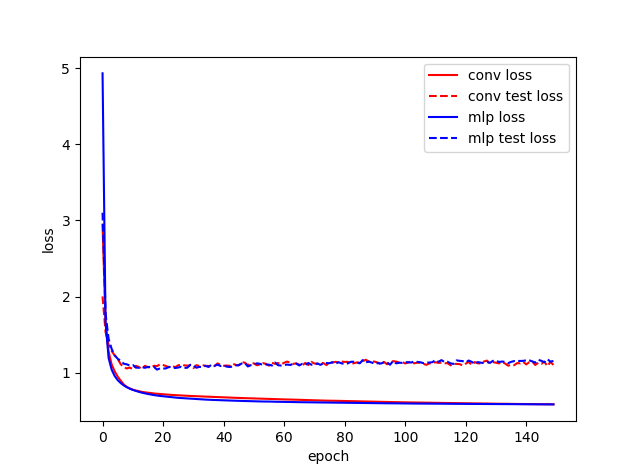 5
4
3
2
1
loss
0 20 40 60 80 100 120 140
epoch
conv loss
conv test loss
mlp loss
mlp test loss